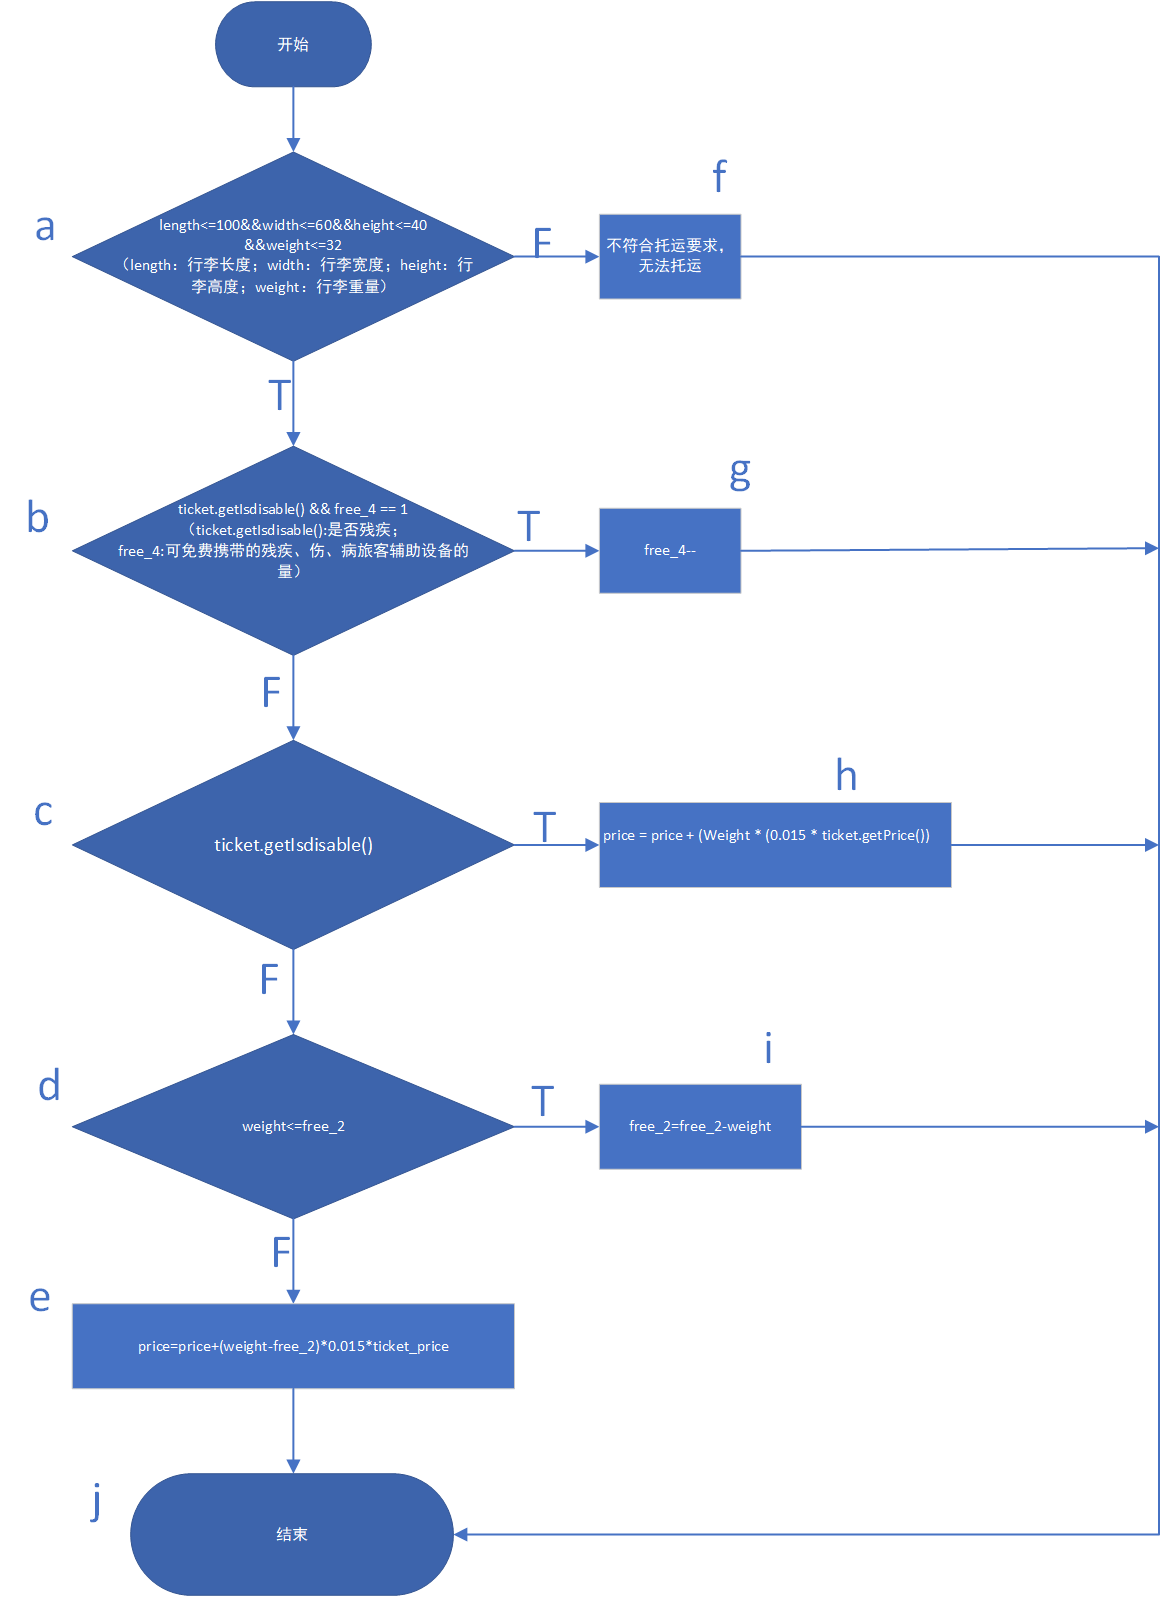 开始
f
a
length<=100&&width<=60&&height<=40
&&weight<=32
（length：行李长度；width：行李宽度；height：行
李高度；weight：行李重量）
F
不符合托运要求，
无法托运
T
g
b
ticket.getIsdisable() && free_4 == 1
（ticket.getIsdisable():是否残疾；
free_4:可免费携带的残疾、伤、病旅客辅助设备的
量）
T
free_4--
F
h
c
ticket.getIsdisable()
T
price = price + (Weight * (0.015 * ticket.getPrice())
F
i
d
weight<=free_2
T
free_2=free_2-weight
F
e
price=price+(weight-free_2)*0.015*ticket_price
j
结束